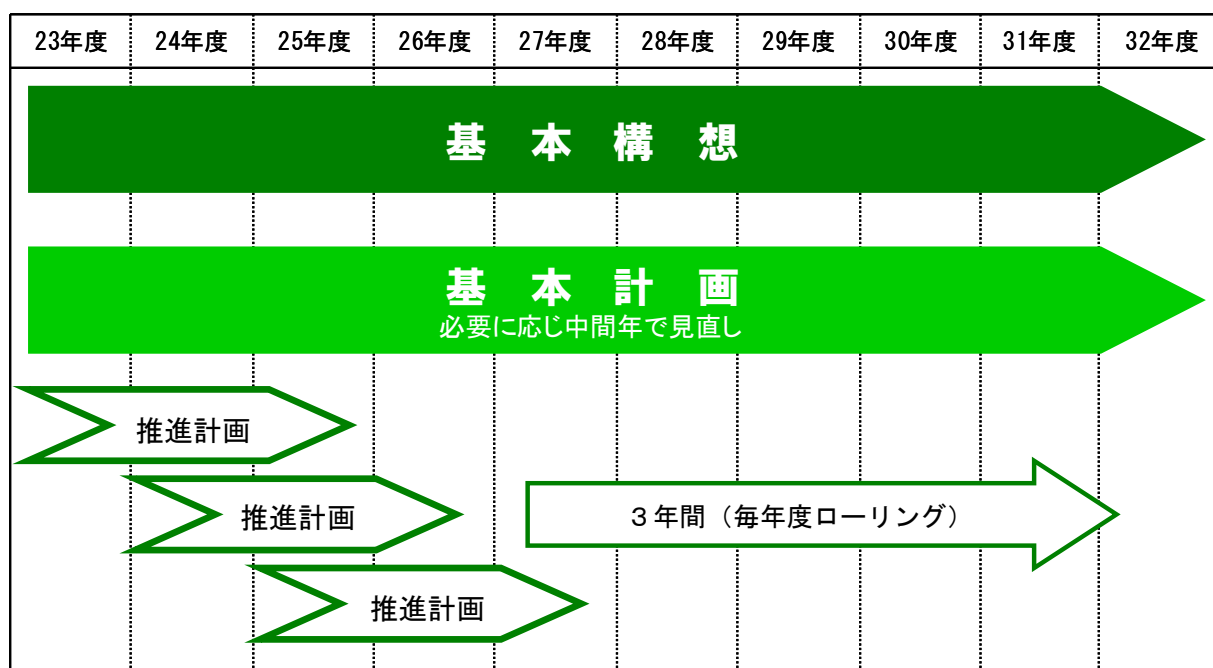 23年度 24年度 25年度 26年度 27年度 28年度 29年度 30年度 31年度 32年度
基本構想
基本計画
必要に応じ中間年で見直し
推進計画
推進計画
３年間（毎年度ローリング）
推進計画